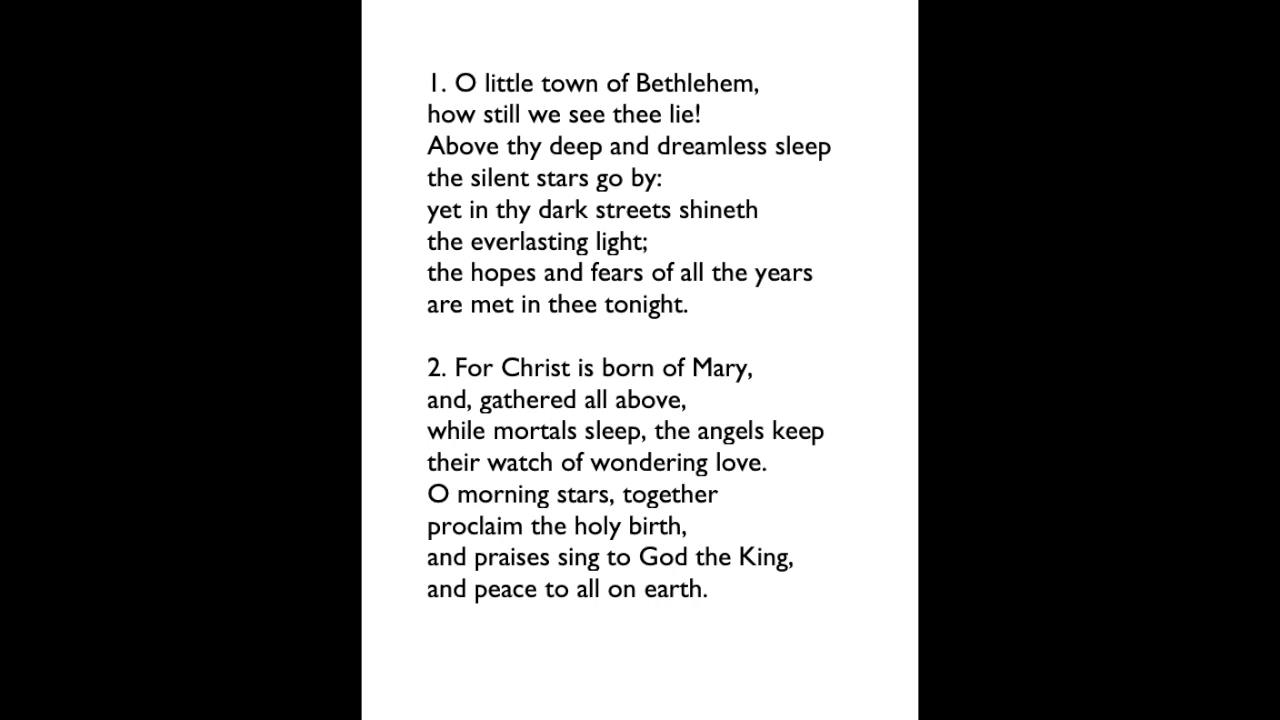 1. O little town of Bethlehem,
how still we see thee lie!
Above thy deep and dreamless sleep
the silent stars go by:
yet in thy dark streets shineth
the everlasting light;
the hopes and fears of all the years
are met in thee tonight.
2. For Christ is born of Mary,
and, gathered all above,
while mortals sleep, the angels keep
their watch of wondering love.
O morning stars, together
proclaim the holy birth,
and praises sing to God the King,
and peace to all on earth.